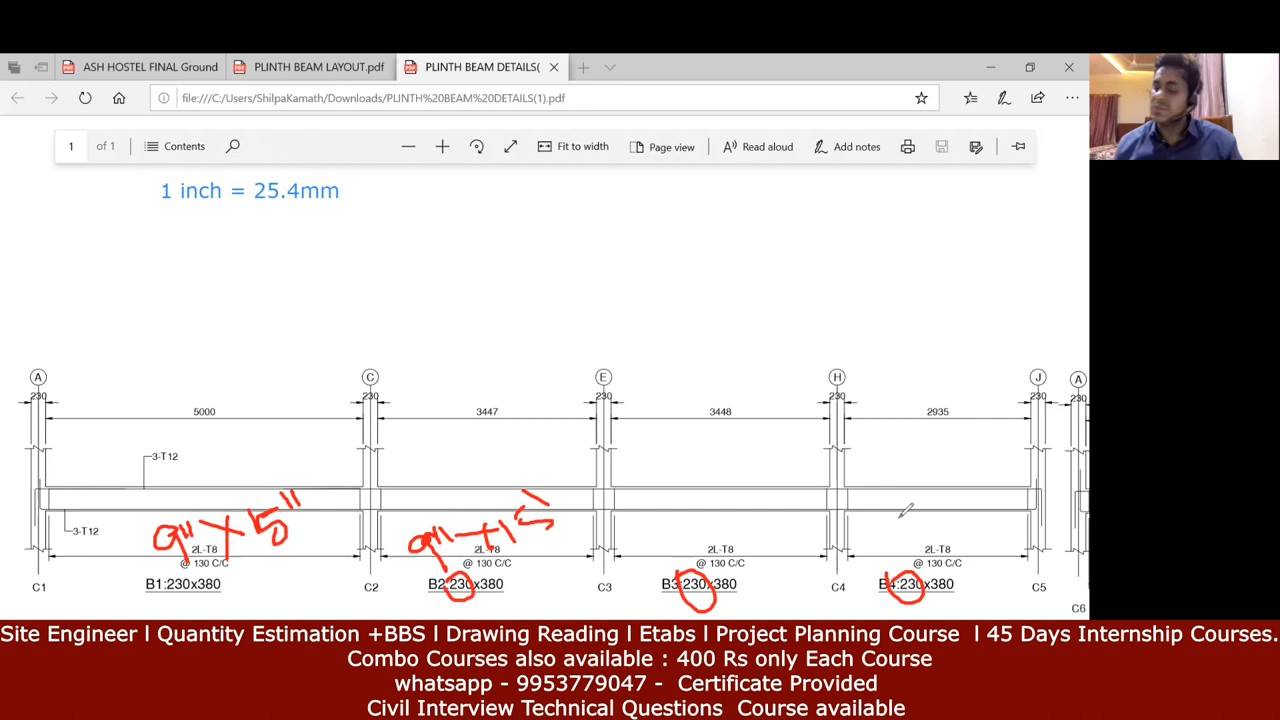 ASH HOSTEL FINAL Ground
PLINTH BEAM LAYOUT.pdf
PLINTH BEAM DETAILS(
file:///C:/Users/ShilpaKamath/Downloads/PLINTH%20BEAM%20DETAILS(1).pdf
1 of 1 Contents Fit to width Page view Read aloud Add notes
1 inch = 25.4mm
A C E H J A
230 230 230 230 230 230
5000 3447 3448 2935
3-T12
3-T12
9" X 15"
9" X 15
2L-T8 2L-T8 2L-T8 2L-T8
@ 130 C/C @ 130 C/C @ 130 C/C @ 130 C/C
C1 B1:230x380 C2 B2:230x380 C3 B3:230x380 C4 B4:230x380 C5
C6
Site Engineer l Quantity Estimation +BBS l Drawing Reading l Etabs l Project Planning Course l 45 Days Internship Courses.
Combo Courses also available : 400 Rs only Each Course
whatsapp - 9953779047 - Certificate Provided
Civil Interview Technical Questions Course available